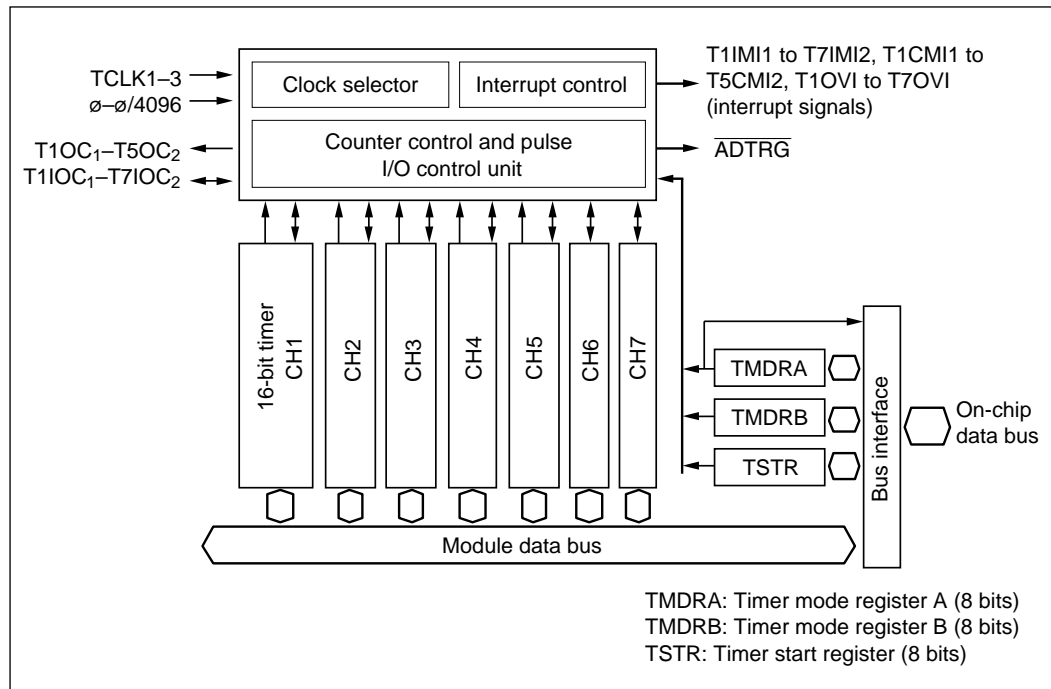 TCLK1–3
ø–ø/4096
T1OC₁–T5OC₂
T1IOC₁–T7IOC₂
Clock selector
Interrupt control
Counter control and pulse
I/O control unit
T1IMI1 to T7IMI2, T1CMI1 to
T5CMI2, T1OVI to T7OVI
(interrupt signals)
ADTRG
16-bit timer
CH1
CH2
CH3
CH4
CH5
CH6
CH7
TMDRA
TMDRB
TSTR
Bus interface
On-chip
data bus
Module data bus
TMDRA: Timer mode register A (8 bits)
TMDRB: Timer mode register B (8 bits)
TSTR: Timer start register (8 bits)